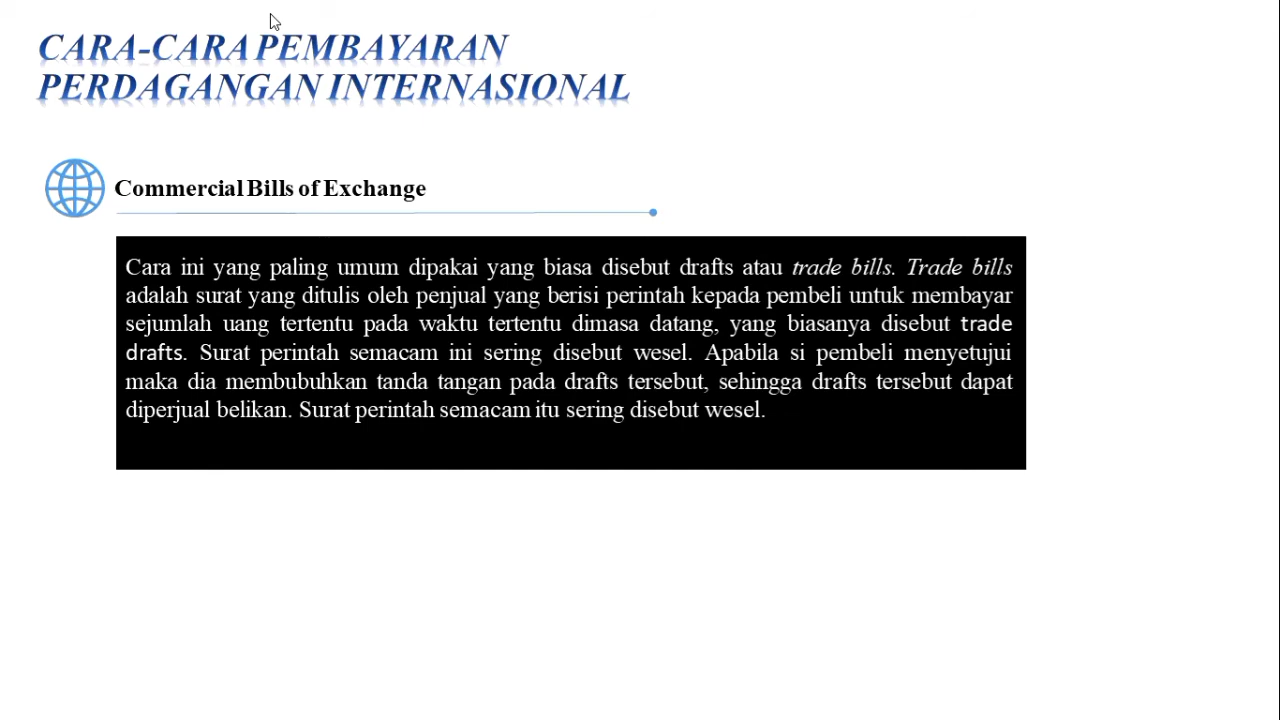 CARA-CARA PEMBAYARAN
PERDAGANGAN INTERNASIONAL
Commercial Bills of Exchange
Cara ini yang paling umum dipakai yang biasa disebut drafts atau trade bills. Trade bills
adalah surat yang ditulis oleh penjual yang berisi perintah kepada pembeli untuk membayar
sejumlah uang tertentu pada waktu tertentu dimasa datang, yang biasanya disebut trade
drafts. Surat perintah semacam ini sering disebut wesel. Apabila si pembeli menyetujui
maka dia membubuhkan tanda tangan pada drafts tersebut, sehingga drafts tersebut dapat
diperjual belikan. Surat perintah semacam itu sering disebut wesel.